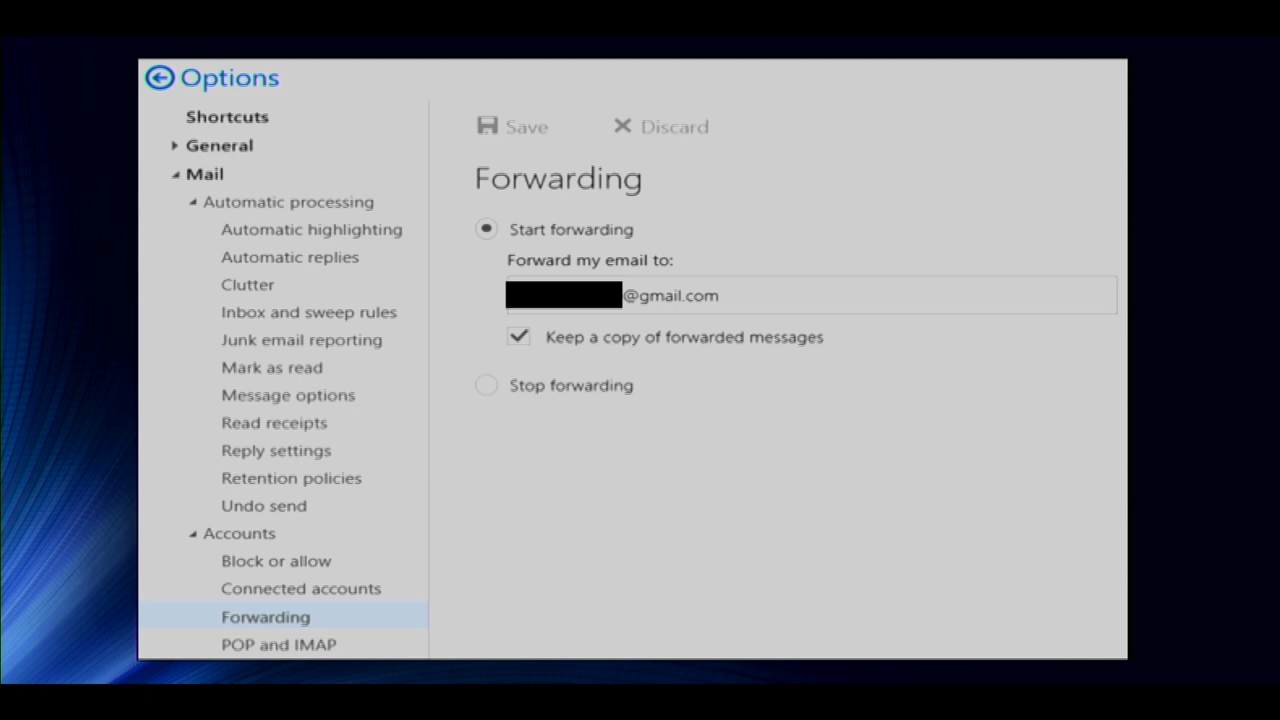 Options
Shortcuts
General
Mail
Automatic processing
Automatic highlighting
Automatic replies
Clutter
Inbox and sweep rules
Junk email reporting
Mark as read
Message options
Read receipts
Reply settings
Retention policies
Undo send
Accounts
Block or allow
Connected accounts
Forwarding
POP and IMAP
Save Discard
Forwarding
Start forwarding
Forward my email to:
@gmail.com
Keep a copy of forwarded messages
Stop forwarding